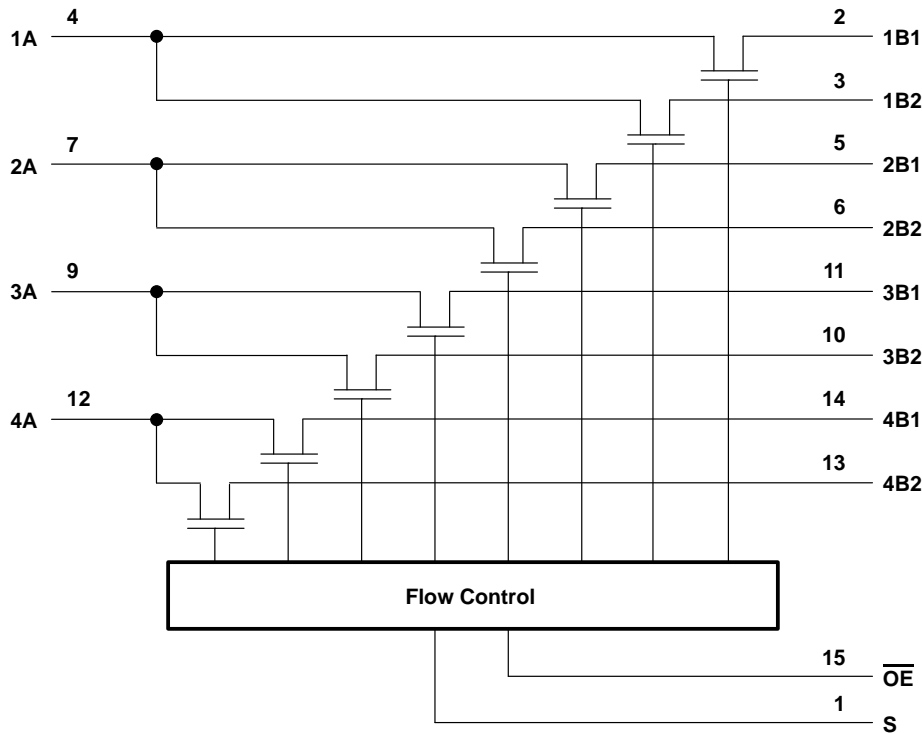 1A 4 2 1B1
3 1B2
2A 7 5 2B1
6 2B2
3A 9 11 3B1
10 3B2
4A 12 14 4B1
13 4B2
Flow Control
15 O̅E̅
1 S